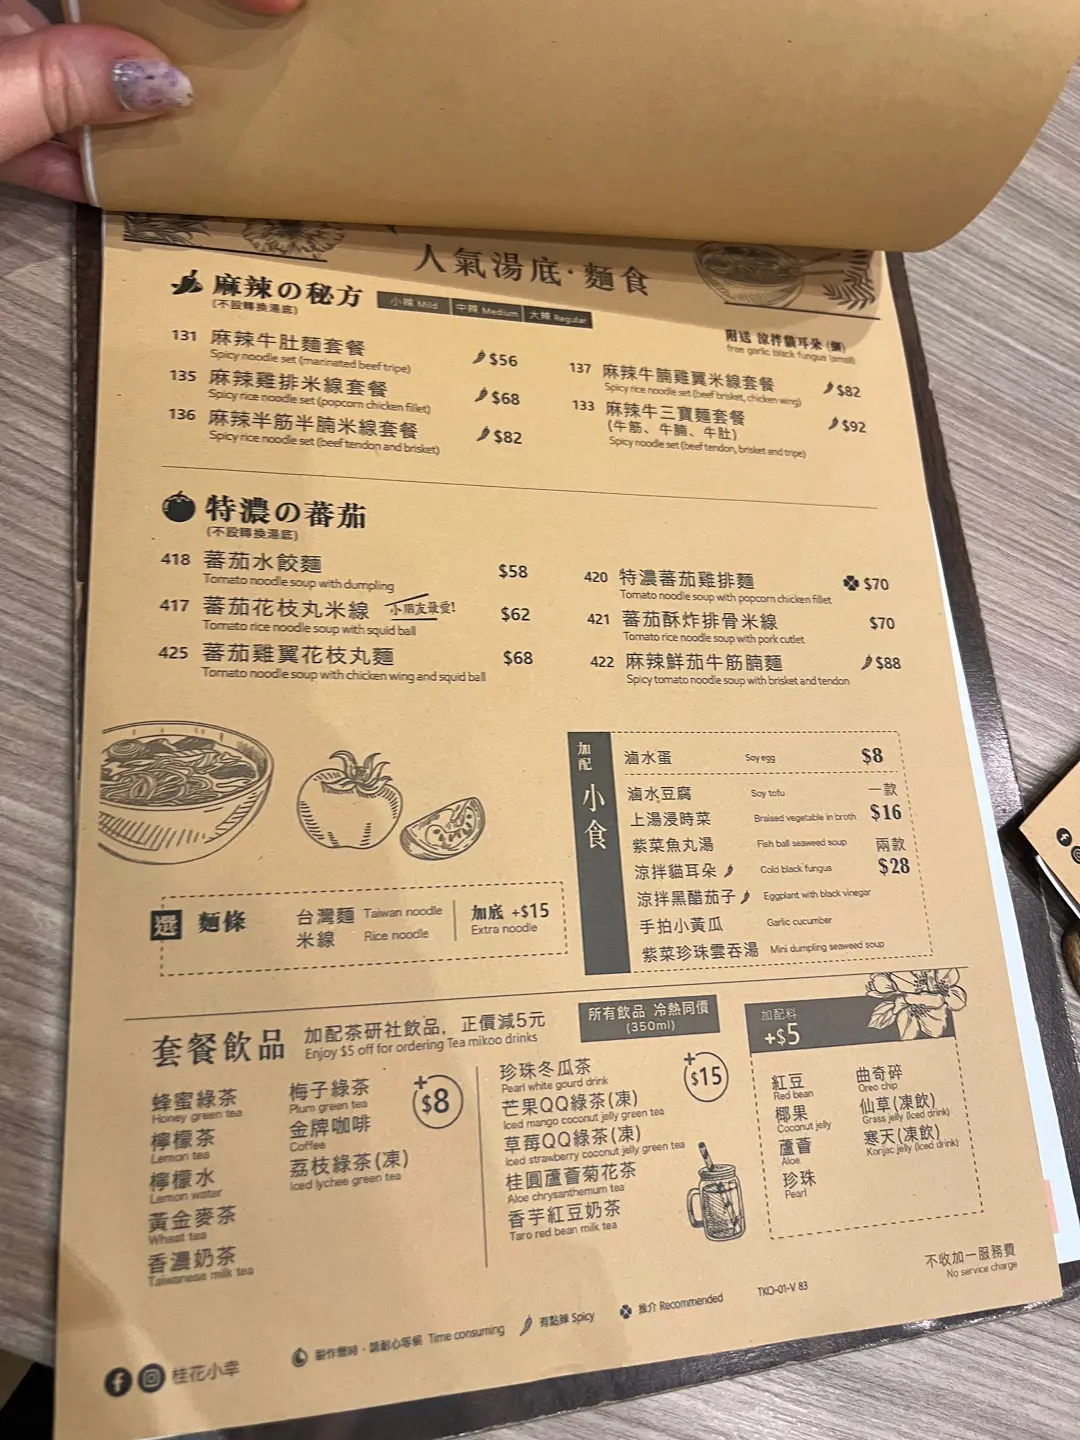 人氣湯底·麵食
麻辣の秘方
(不設轉換湯底)
小辣 Mild 中辣 Medium 大辣 Regular
附送 涼拌貓耳朵 (細)
free garlic black fungus (small)
131 麻辣牛肚麵套餐 $56
Spicy noodle set (marinated beef tripe)
135 麻辣雞排米線套餐 $68
Spicy rice noodle set (popcorn chicken fillet)
136 麻辣半筋半腩米線套餐 $82
Spicy rice noodle set (beef tendon and brisket)
137 麻辣牛腩雞翼米線套餐 $82
Spicy rice noodle set (beef brisket, chicken wing)
133 麻辣牛三寶麵套餐 $92
(牛筋、牛腩、牛肚)
Spicy noodle set (beef tendon, brisket and tripe)
特濃の蕃茄
(不設轉換湯底)
418 蕃茄水餃麵 $58
Tomato noodle soup with dumpling
417 蕃茄花枝丸米線 小朋友最愛! $62
Tomato rice noodle soup with squid ball
425 蕃茄雞翼花枝丸麵 $68
Tomato noodle soup with chicken wing and squid ball
420 特濃蕃茄雞排麵 $70
Tomato noodle soup with popcorn chicken fillet
421 蕃茄酥炸排骨米線 $70
Tomato rice noodle soup with pork cutlet
422 麻辣鮮茄牛筋腩麵 $88
Spicy tomato noodle soup with brisket and tendon
加配 小食
滷水蛋 Soy egg $8
滷水豆腐 Soy tofu 一款
上湯浸時菜 Braised vegetable in broth $16
紫菜魚丸湯 Fish ball seaweed soup 兩款
涼拌貓耳朵 Cold black fungus $28
涼拌黑醋茄子 Eggplant with black vinegar
手拍小黃瓜 Garlic cucumber
紫菜珍珠雲吞湯 Mini dumpling seaweed soup
選 麵條
台灣麵 Taiwan noodle
米線 Rice noodle
加底 +$15
Extra noodle
套餐飲品
加配茶研社飲品, 正價減5元
Enjoy $5 off for ordering Tea mikoo drinks
所有飲品 冷熱同價
(350ml)
蜂蜜綠茶
Honey green tea
檸檬茶
Lemon tea
檸檬水
Lemon water
黃金麥茶
Wheat tea
香濃奶茶
Taiwanese milk tea
梅子綠茶
Plum green tea
金牌咖啡
Coffee
荔枝綠茶(凍)
Iced lychee green tea
+$8
珍珠冬瓜茶
Pearl white gourd drink
芒果QQ綠茶(凍)
Iced mango coconut jelly green tea
草莓QQ綠茶(凍)
Iced strawberry coconut jelly green tea
桂圓蘆薈菊花茶
Aloe chrysanthemum tea
香芋紅豆奶茶
Taro red bean milk tea
+$15
加配料
+$5
紅豆
Red bean
椰果
Coconut jelly
蘆薈
Aloe
珍珠
Pearl
曲奇碎
Oreo chip
仙草(凍飲)
Grass jelly (Iced drink)
寒天(凍飲)
Konjac jelly (Iced drink)
不收加一服務費
No service charge
製作需時·請耐心等候 Time consuming
有點辣 Spicy
推介 Recommended
TKO-01-V 83
桂花小幸